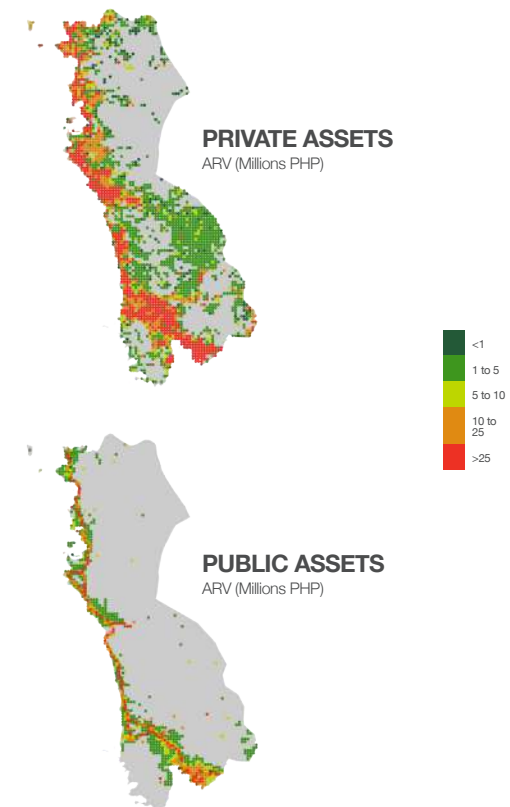 PRIVATE ASSETS
ARV (Millions PHP)
<1
1 to 5
5 to 10
10 to
25
>25
PUBLIC ASSETS
ARV (Millions PHP)